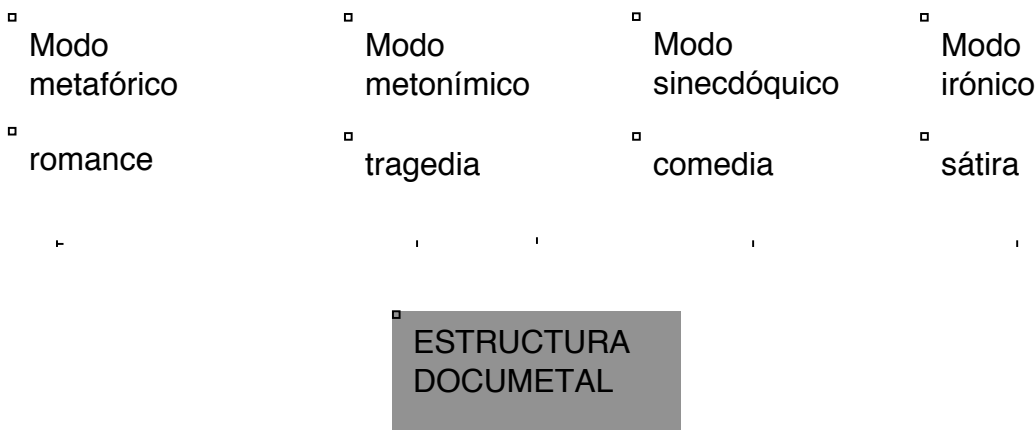 Modo
metafórico
Modo
metonímico
Modo
sinecdóquico
Modo
irónico
romance
tragedia
comedia
sátira
ESTRUCTURA
DOCUMETAL